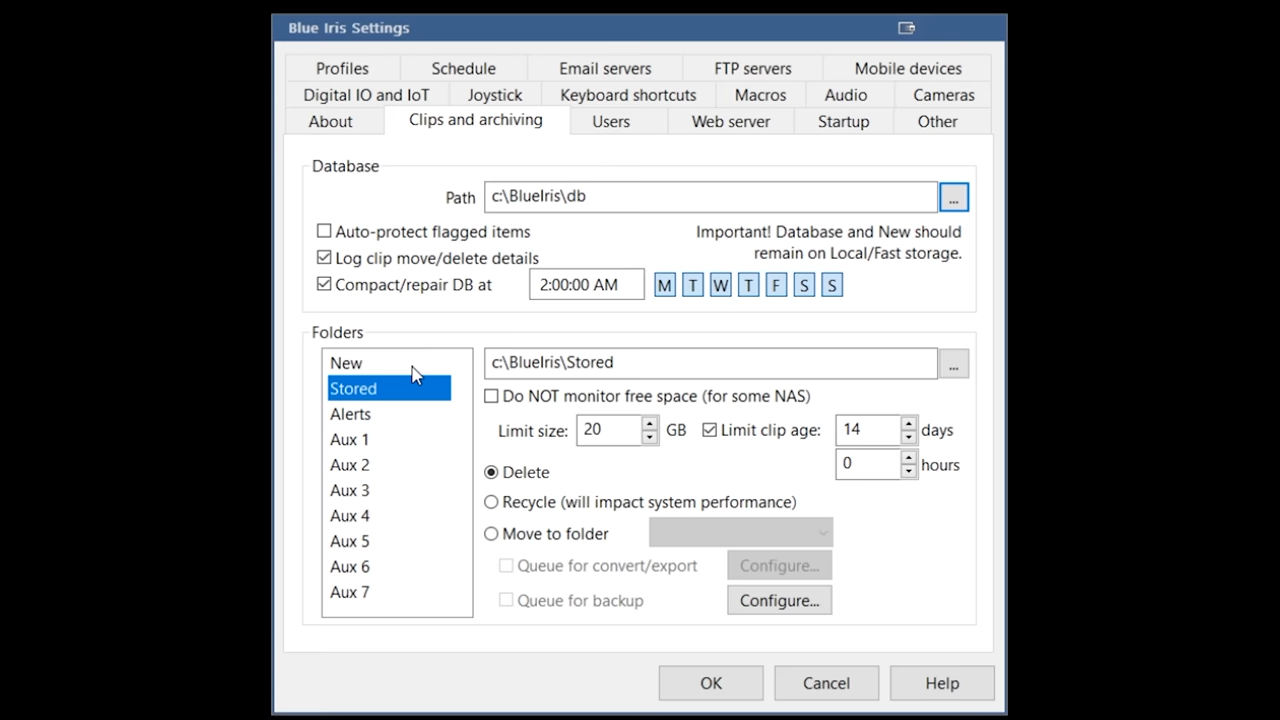 Blue Iris Settings
Profiles Schedule Email servers FTP servers Mobile devices
Digital IO and IoT Joystick Keyboard shortcuts Macros Audio Cameras
About Clips and archiving Users Web server Startup Other
Database
Path c:\BlueIris\db ...
Auto-protect flagged items Important! Database and New should
Log clip move/delete details remain on Local/Fast storage.
Compact/repair DB at 2:00:00 AM M T W T F S S
Folders
New c:\BlueIris\Stored ...
Stored Do NOT monitor free space (for some NAS)
Alerts Limit size: 20 GB Limit clip age: 14 days
Aux 1
Aux 2 Delete 0 hours
Aux 3 Recycle (will impact system performance)
Aux 4 Move to folder
Aux 5
Aux 6 Queue for convert/export Configure...
Aux 7 Queue for backup Configure...
OK Cancel Help